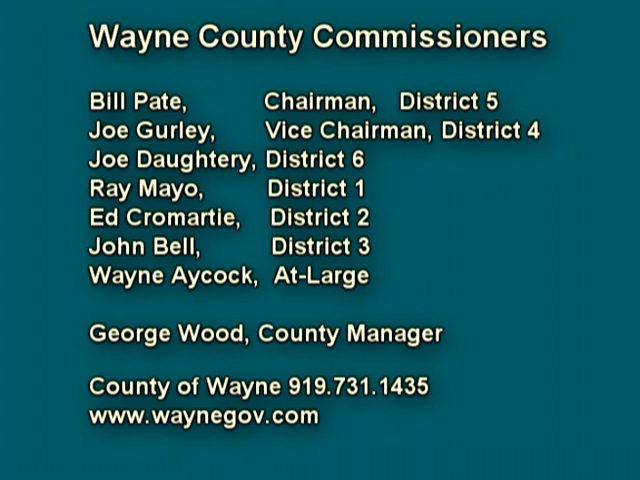 Wayne County Commissioners
Bill Pate, Chairman, District 5
Joe Gurley, Vice Chairman, District 4
Joe Daughtery, District 6
Ray Mayo, District 1
Ed Cromartie, District 2
John Bell, District 3
Wayne Aycock, At-Large
George Wood, County Manager
County of Wayne 919.731.1435
www.waynegov.com